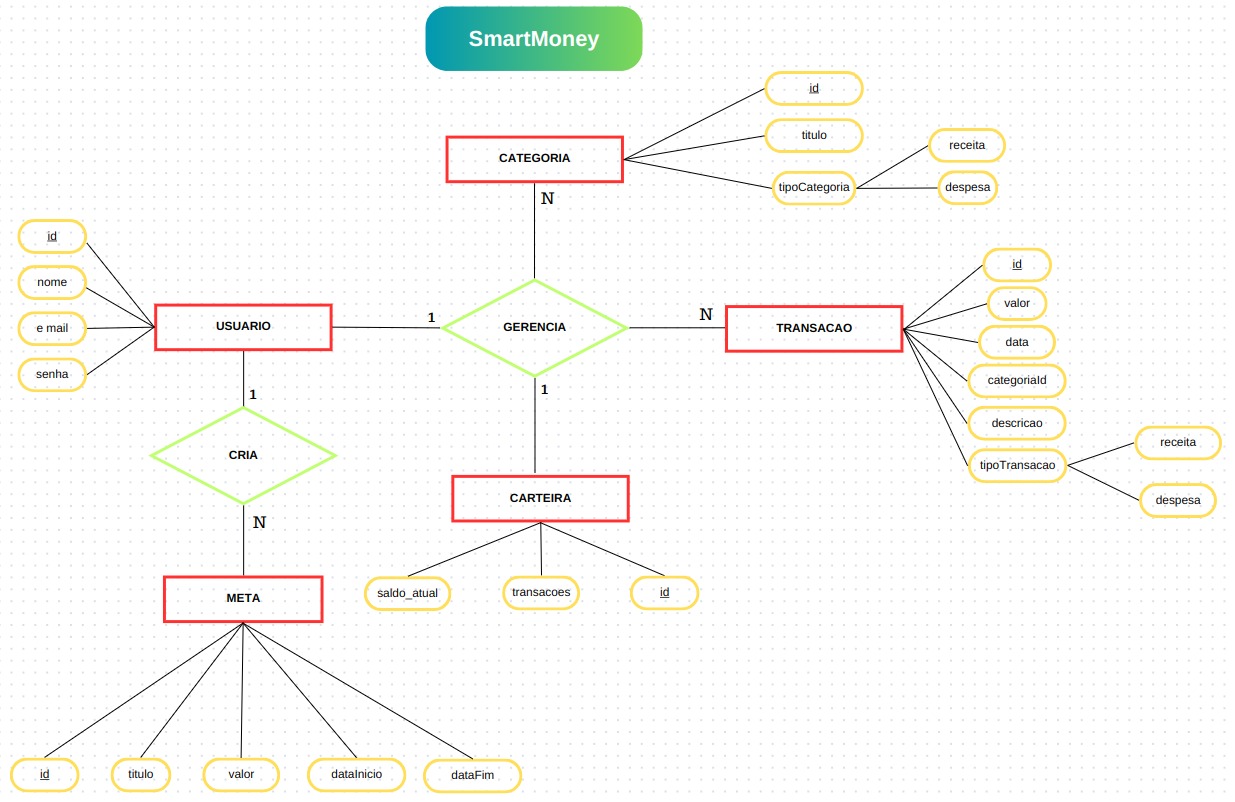 SmartMoney
id
titulo
tipoCategoria
receita
despesa
CATEGORIA
N
id
nome
e mail
senha
USUARIO
1
GERENCIA
N
TRANSACAO
id
valor
data
categoriaId
descricao
tipoTransacao
receita
despesa
1
1
CRIA
N
CARTEIRA
saldo_atual
transacoes
id
META
id
titulo
valor
dataInicio
dataFim